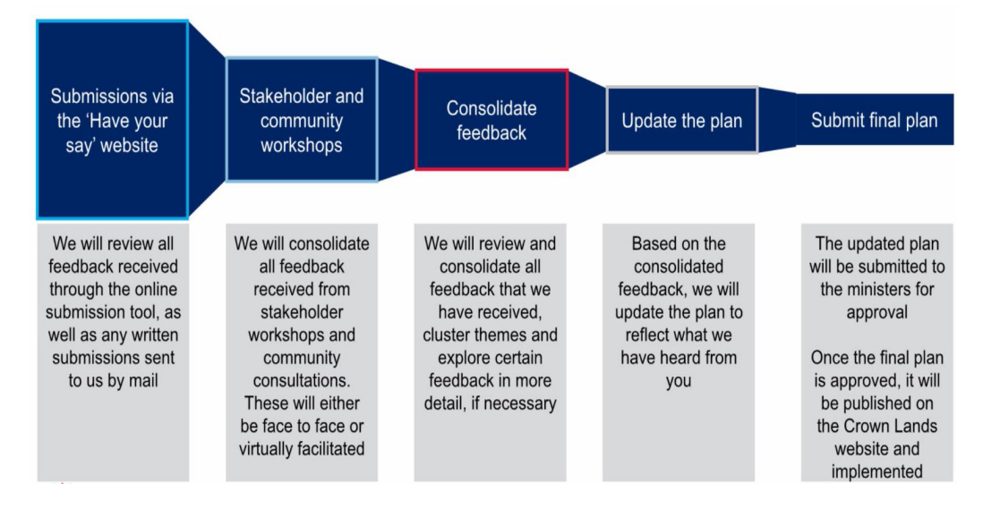 Submissions via
the ‘Have your
say’ website
Stakeholder and
community
workshops
Consolidate
feedback
Update the plan
Submit final plan
We will review all
feedback received
through the online
submission tool, as
well as any written
submissions sent
to us by mail
We will consolidate
all feedback
received from
stakeholder
workshops and
community
consultations.
These will either
be face to face or
virtually facilitated
We will review and
consolidate all
feedback that we
have received,
cluster themes and
explore certain
feedback in more
detail, if necessary
Based on the
consolidated
feedback, we will
update the plan to
reflect what we
have heard from
you
The updated plan
will be submitted to
the ministers for
approval
Once the final plan
is approved, it will
be published on
the Crown Lands
website and
implemented